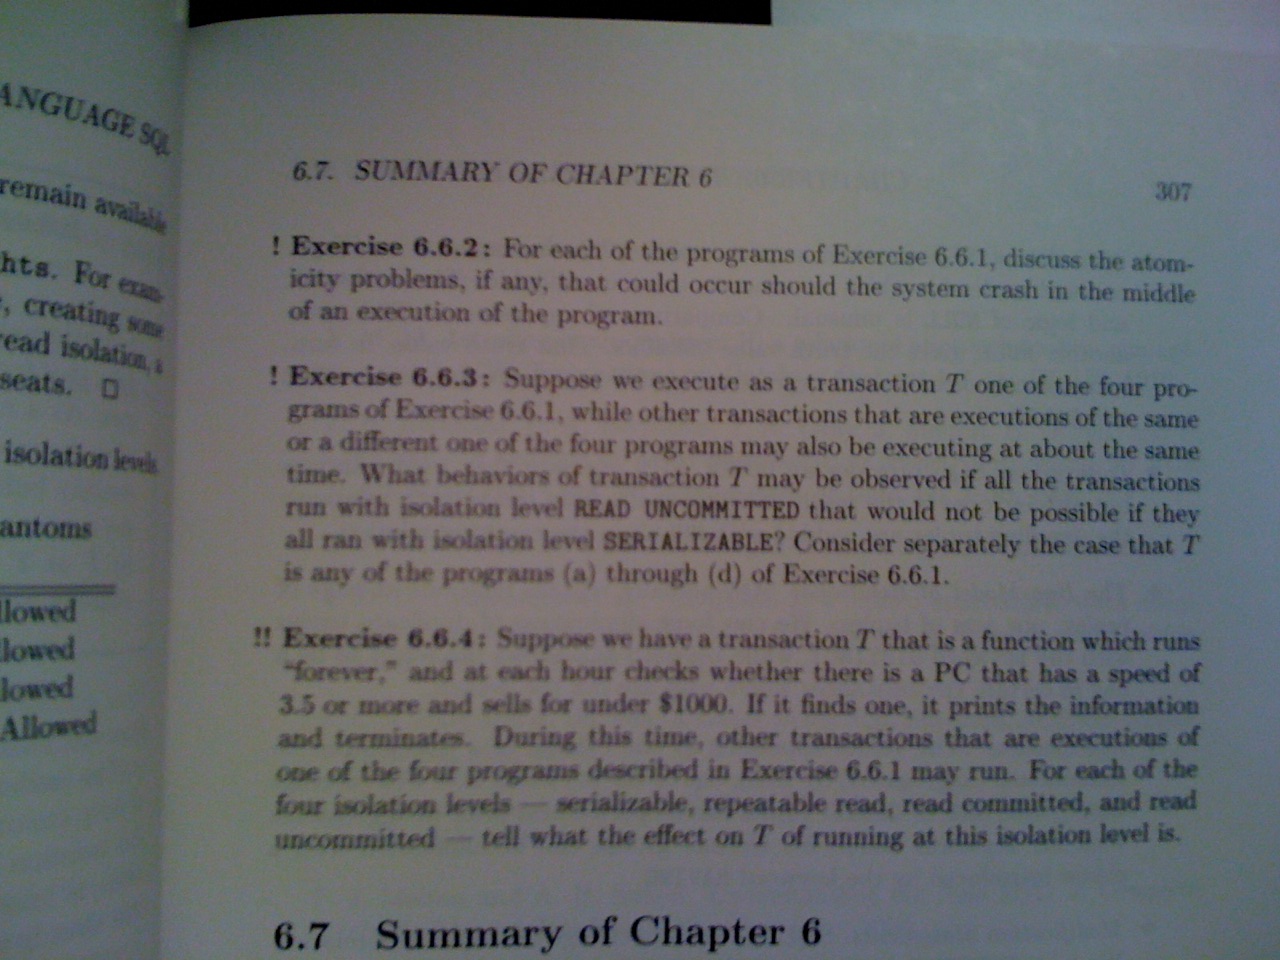 ANGUAGE SQL
remain available
hts. For exam-
, creating some
ead isolation, a
seats. □
isolation levels
antoms
llowed
llowed
lowed
Allowed
6.7. SUMMARY OF CHAPTER 6 307
! Exercise 6.6.2: For each of the programs of Exercise 6.6.1, discuss the atom-
icity problems, if any, that could occur should the system crash in the middle
of an execution of the program.
! Exercise 6.6.3: Suppose we execute as a transaction T one of the four pro-
grams of Exercise 6.6.1, while other transactions that are executions of the same
or a different one of the four programs may also be executing at about the same
time. What behaviors of transaction T may be observed if all the transactions
run with isolation level READ UNCOMMITTED that would not be possible if they
all ran with isolation level SERIALIZABLE? Consider separately the case that T
is any of the programs (a) through (d) of Exercise 6.6.1.
!! Exercise 6.6.4: Suppose we have a transaction T that is a function which runs
“forever,” and at each hour checks whether there is a PC that has a speed of
3.5 or more and sells for under $1000. If it finds one, it prints the information
and terminates. During this time, other transactions that are executions of
one of the four programs described in Exercise 6.6.1 may run. For each of the
four isolation levels — serializable, repeatable read, read committed, and read
uncommitted — tell what the effect on T of running at this isolation level is.
6.7 Summary of Chapter 6